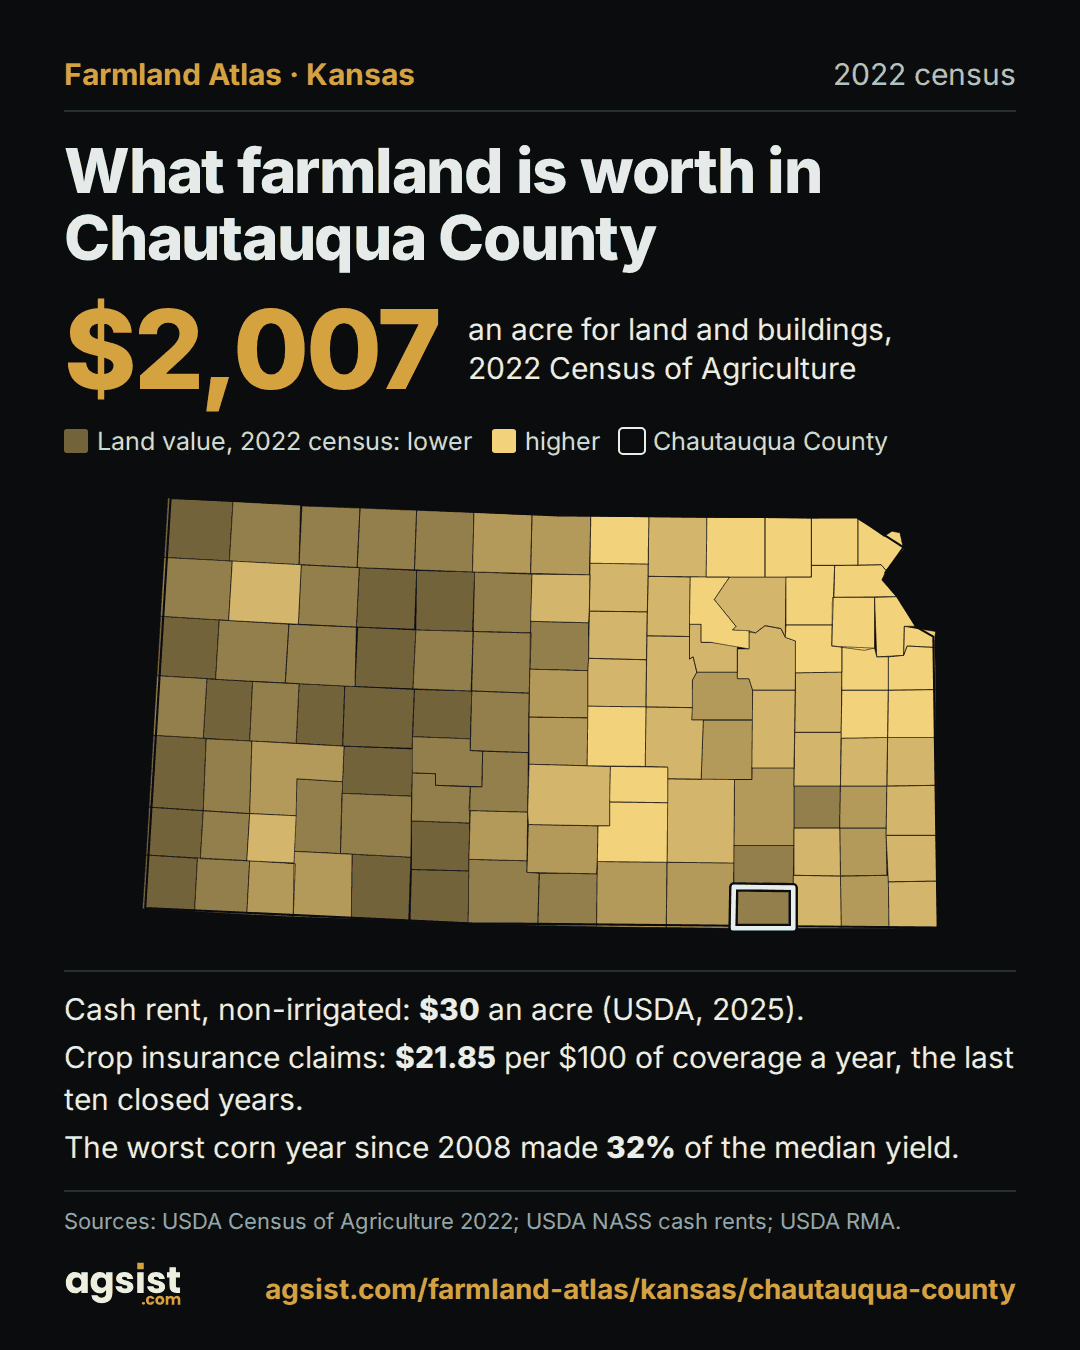 Farmland Atlas · Kansas
2022 census
What farmland is worth in
Chautauqua County
$2,007
an acre for land and buildings,
2022 Census of Agriculture
Land value, 2022 census: lower
higher
Chautauqua County
Cash rent, non-irrigated: $30 an acre (USDA, 2025).
Crop insurance claims: $21.85 per $100 of coverage a year, the last
ten closed years.
The worst corn year since 2008 made 32% of the median yield.
Sources: USDA Census of Agriculture 2022; USDA NASS cash rents; USDA RMA.
agsist
.com
agsist.com/farmland-atlas/kansas/chautauqua-county